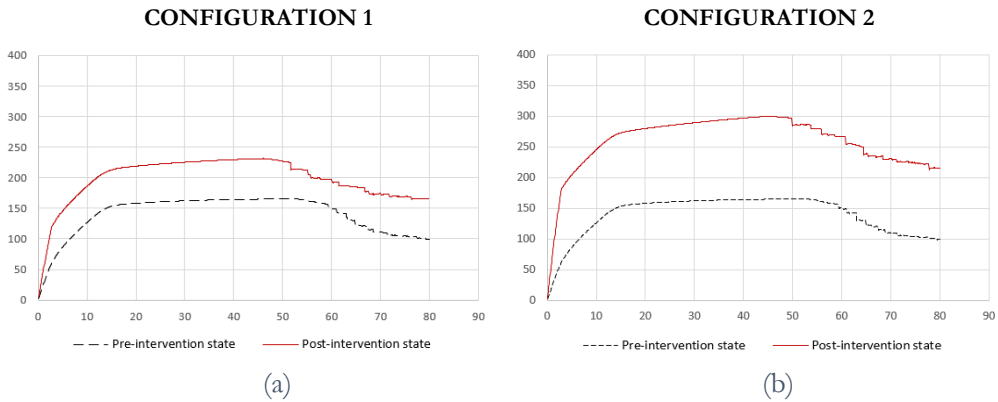 CONFIGURATION 1
400
350
300
250
200
150
100
50
0
0 10 20 30 40 50 60 70 80 90
Pre-intervention state Post-intervention state
(a)
CONFIGURATION 2
400
350
300
250
200
150
100
50
0
0 10 20 30 40 50 60 70 80 90
Pre-intervention state Post-intervention state
(b)